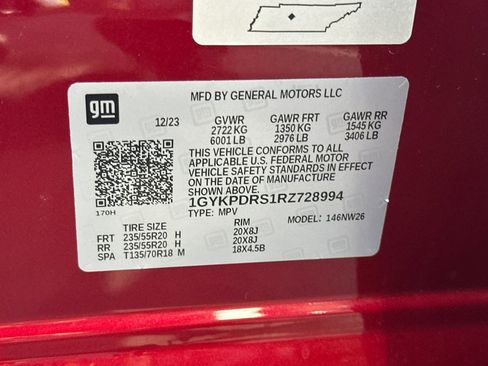 gm
MFD BY GENERAL MOTORS LLC
12/23 GVWR GAWR FRT GAWR RR
2722 KG 1350 KG 1545 KG
6001 LB 2976 LB 3406 LB
THIS VEHICLE CONFORMS TO ALL
APPLICABLE U.S. FEDERAL MOTOR
VEHICLE SAFETY STANDARDS IN EFFECT
ON THE DATE OF MANUFACTURE
SHOWN ABOVE.
1GYKPDRS1RZ728994
170H TYPE: MPV MODEL: 146NW26
TIRE SIZE RIM
FRT 235/55R20 H 20X8J
RR 235/55R20 H 20X8J
SPA T135/70R18 M 18X4.5B